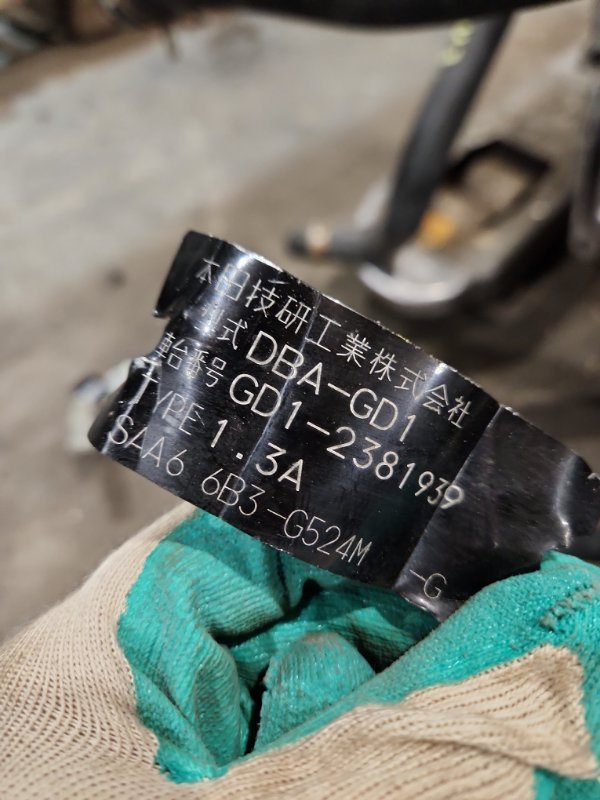 本田技研工業株式会社
型式 DBA-GD1
車台番号 GD1-2381939
TYPE 1.3A
SAA6 6B3-G524M -G